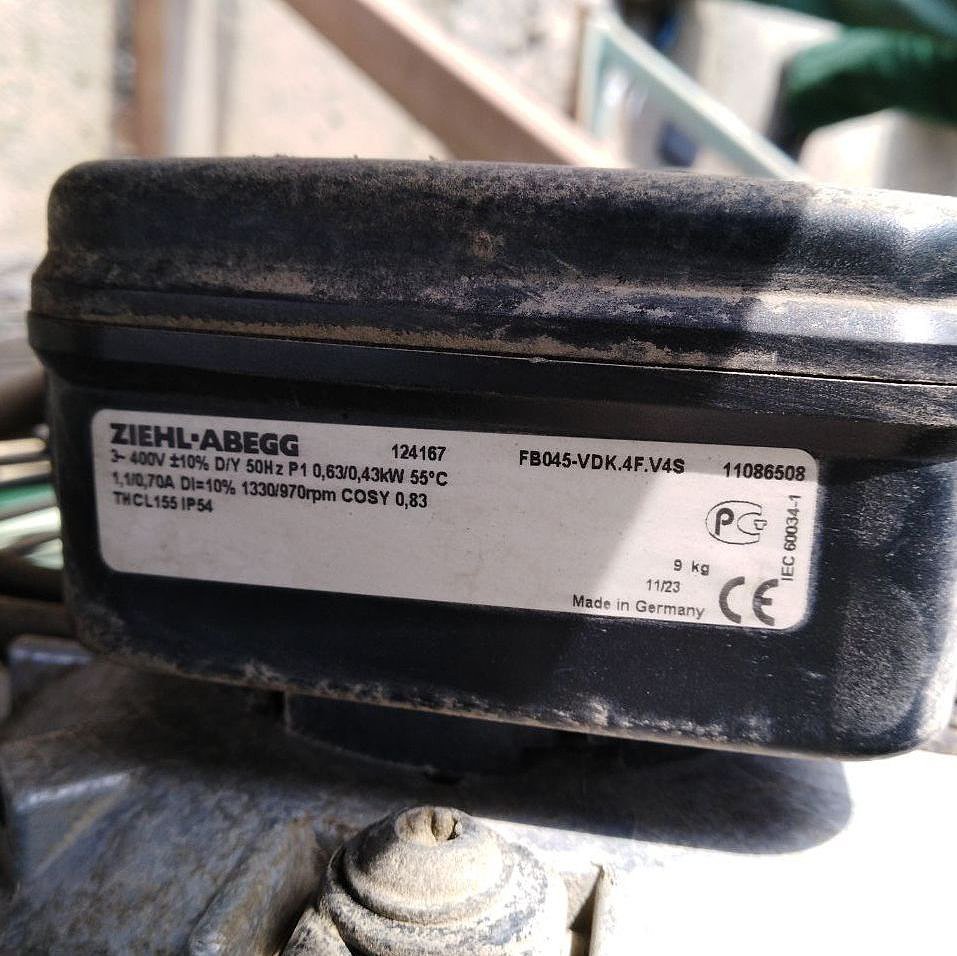 ZIEHL-ABEGG 124167 FB045-VDK.4F.V4S 11086508
3~ 400V ±10% D/Y 50Hz P1 0,63/0,43kW 55°C
1,1/0,70A DI=10% 1330/970rpm COSY 0,83
THCL155 IP54
IEC 60034-1
9 kg
11/23
Made in Germany CE